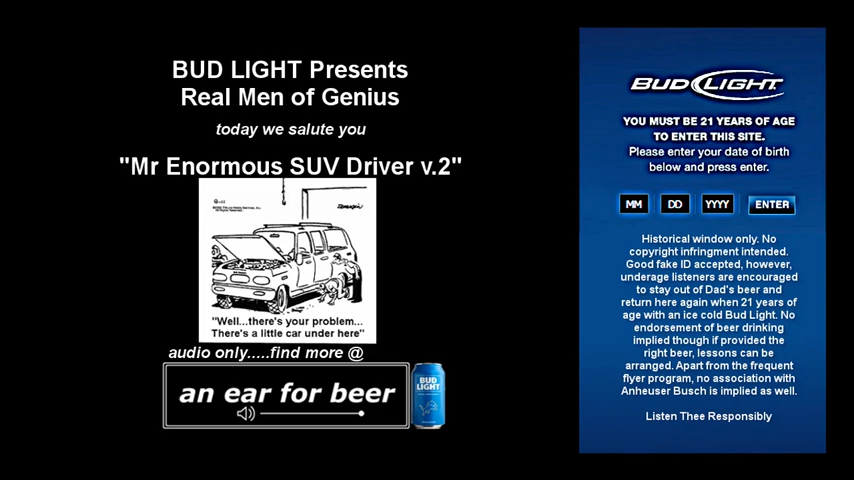 BUD LIGHT Presents
Real Men of Genius
today we salute you
"Mr Enormous SUV Driver v.2"
"Well...there's your problem...
There's a little car under here"
audio only.....find more @
an ear for beer
BUD
LIGHT
BUD LIGHT.
YOU MUST BE 21 YEARS OF AGE
TO ENTER THIS SITE.
Please enter your date of birth
below and press enter.
MM DD YYYY ENTER
Historical window only. No
copyright infringment intended.
Good fake ID accepted, however,
underage listeners are encouraged
to stay out of Dad's beer and
return here again when 21 years of
age with an ice cold Bud Light. No
endorsement of beer drinking
implied though if provided the
right beer, lessons can be
arranged. Apart from the frequent
flyer program, no association with
Anheuser Busch is implied as well.
Listen Thee Responsibly